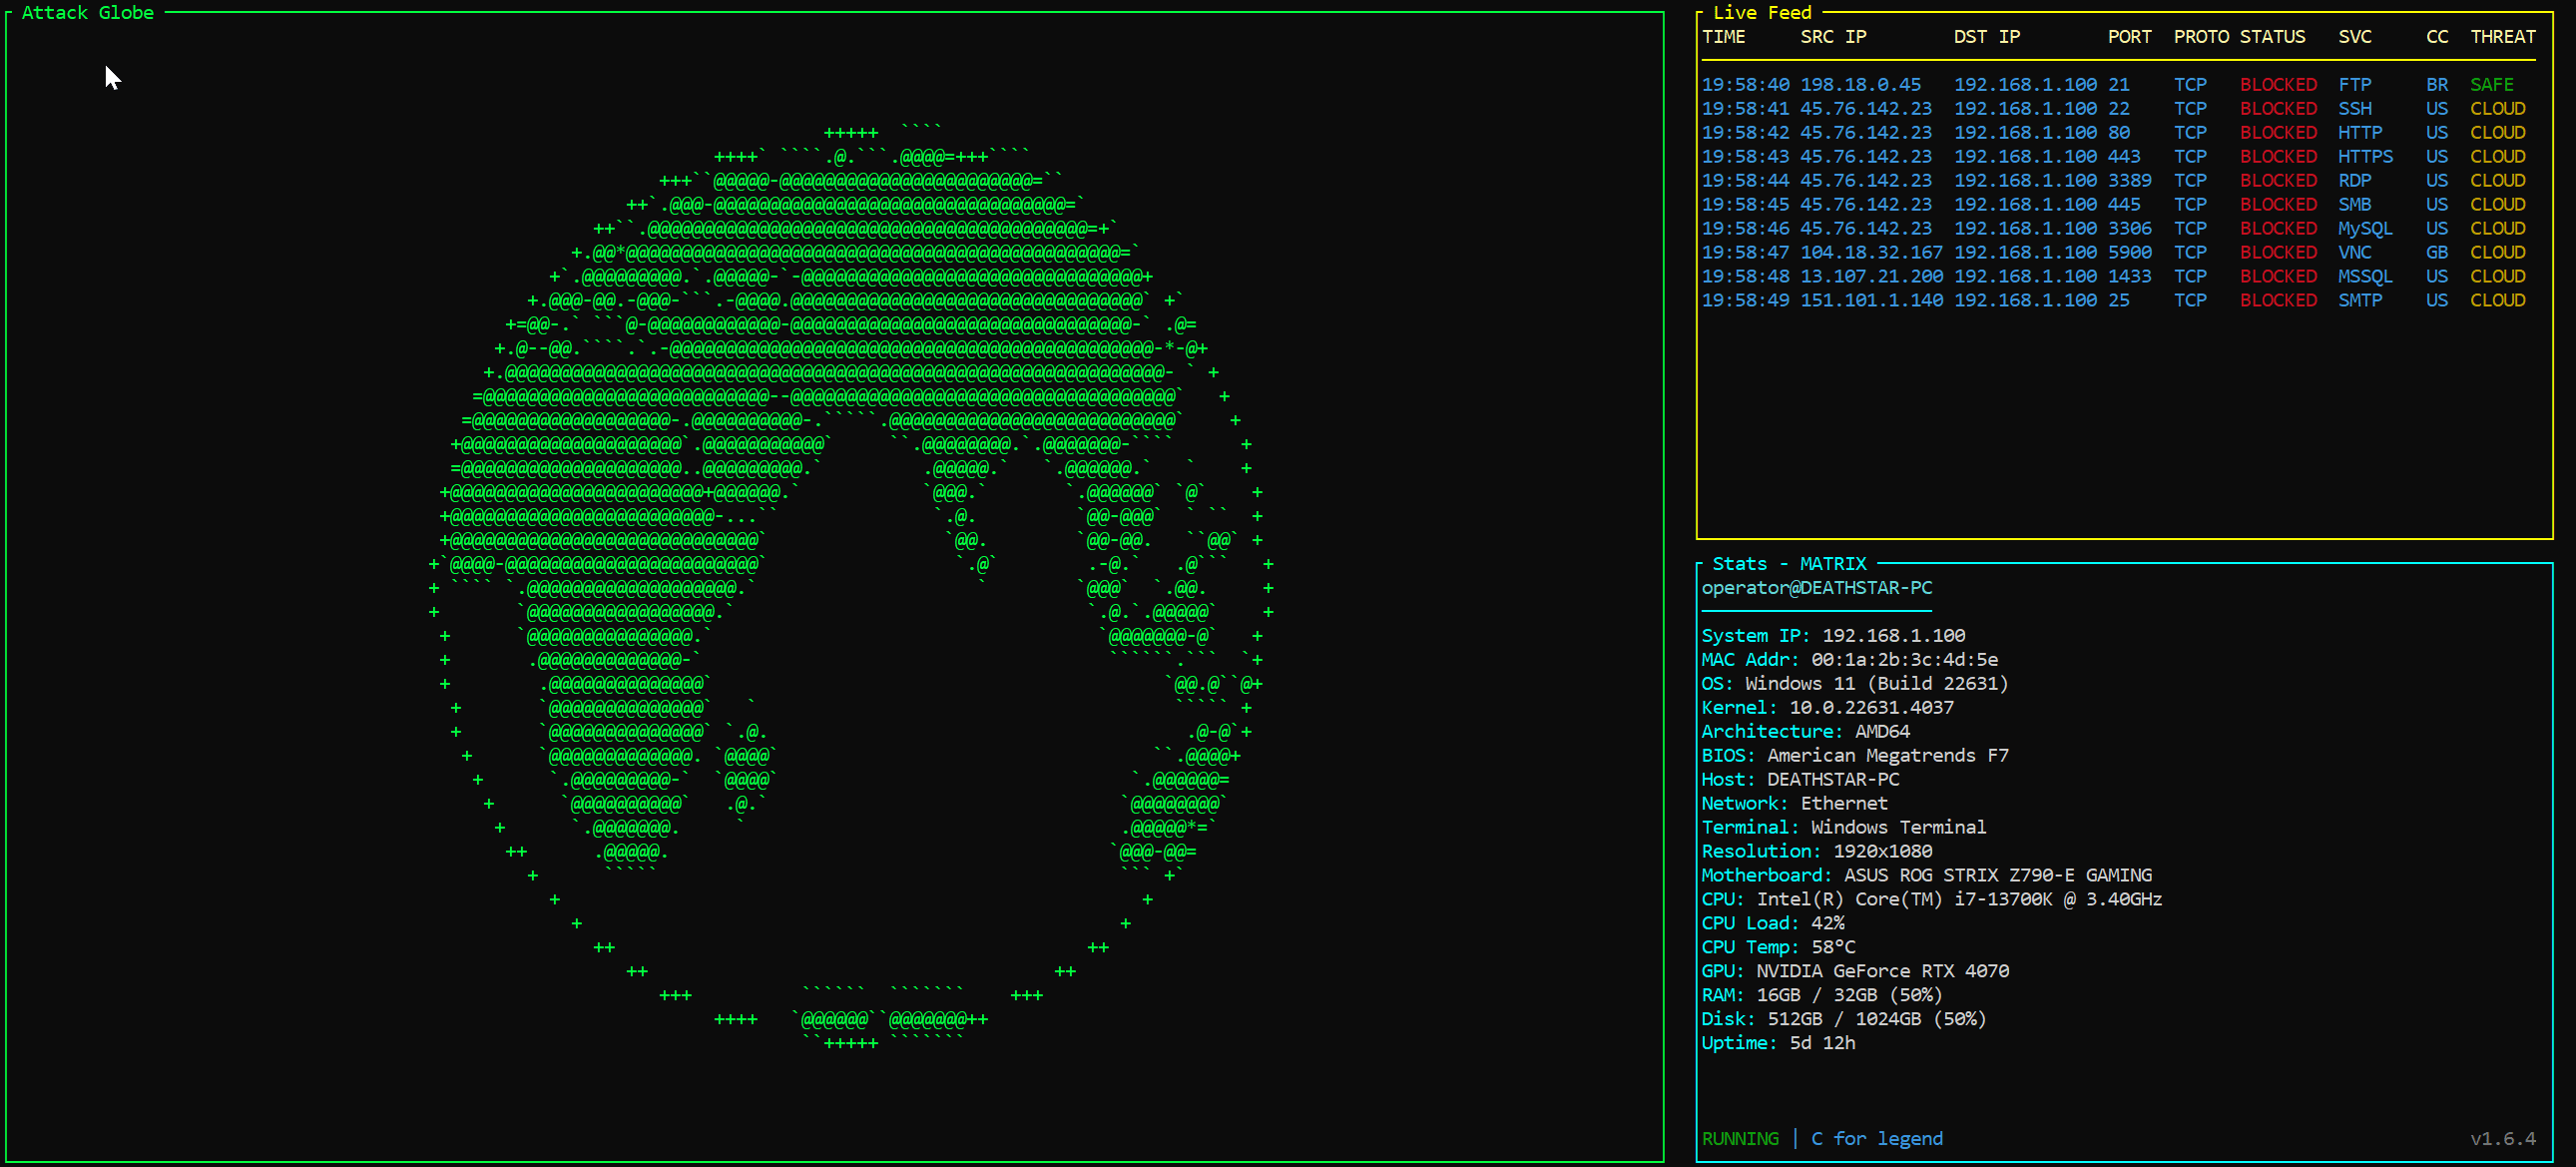 Attack Globe
Live Feed
TIME SRC IP DST IP PORT PROTO STATUS SVC CC THREAT
19:58:40 198.18.0.45 192.168.1.100 21 TCP BLOCKED FTP BR SAFE
19:58:41 45.76.142.23 192.168.1.100 22 TCP BLOCKED SSH US CLOUD
19:58:42 45.76.142.23 192.168.1.100 80 TCP BLOCKED HTTP US CLOUD
19:58:43 45.76.142.23 192.168.1.100 443 TCP BLOCKED HTTPS US CLOUD
19:58:44 45.76.142.23 192.168.1.100 3389 TCP BLOCKED RDP US CLOUD
19:58:45 45.76.142.23 192.168.1.100 445 TCP BLOCKED SMB US CLOUD
19:58:46 45.76.142.23 192.168.1.100 3306 TCP BLOCKED MySQL US CLOUD
19:58:47 104.18.32.167 192.168.1.100 5900 TCP BLOCKED VNC GB CLOUD
19:58:48 13.107.21.200 192.168.1.100 1433 TCP BLOCKED MSSQL US CLOUD
19:58:49 151.101.1.140 192.168.1.100 25 TCP BLOCKED SMTP US CLOUD
Stats - MATRIX
operator@DEATHSTAR-PC
System IP: 192.168.1.100
MAC Addr: 00:1a:2b:3c:4d:5e
OS: Windows 11 (Build 22631)
Kernel: 10.0.22631.4037
Architecture: AMD64
BIOS: American Megatrends F7
Host: DEATHSTAR-PC
Network: Ethernet
Terminal: Windows Terminal
Resolution: 1920x1080
Motherboard: ASUS ROG STRIX Z790-E GAMING
CPU: Intel(R) Core(TM) i7-13700K @ 3.40GHz
CPU Load: 42%
CPU Temp: 58°C
GPU: NVIDIA GeForce RTX 4070
RAM: 16GB / 32GB (50%)
Disk: 512GB / 1024GB (50%)
Uptime: 5d 12h
RUNNING | C for legend v1.6.4